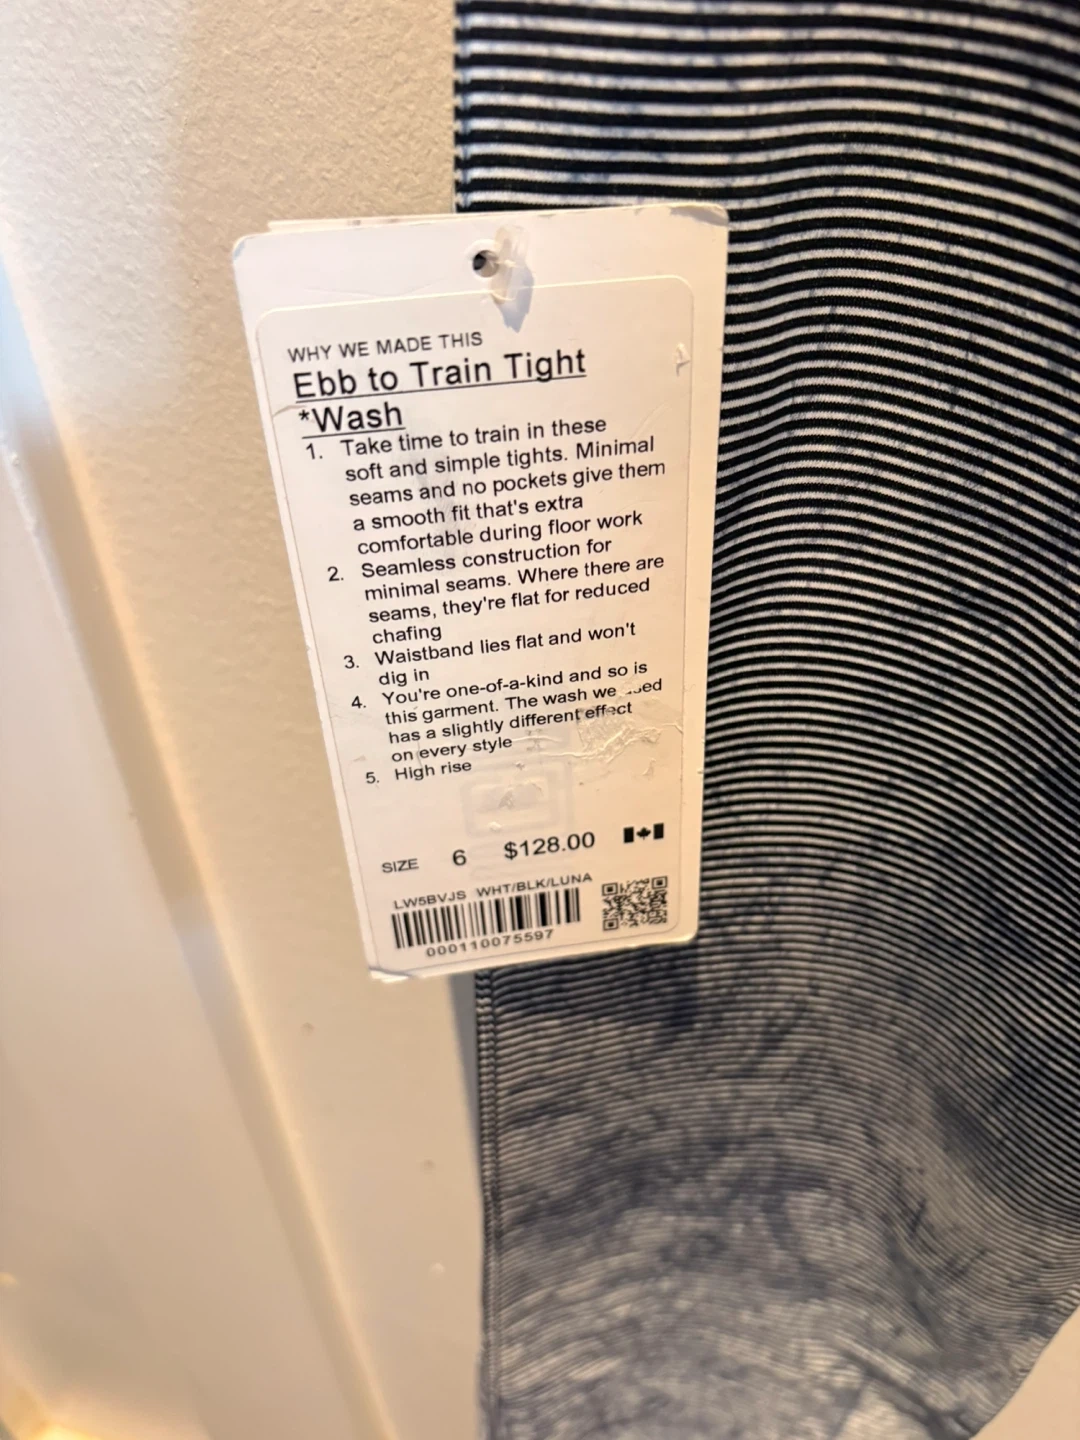 WHY WE MADE THIS
Ebb to Train Tight
*Wash
1. Take time to train in these
soft and simple tights. Minimal
seams and no pockets give them
a smooth fit that's extra
comfortable during floor work
2. Seamless construction for
minimal seams. Where there are
seams, they're flat for reduced
chafing
3. Waistband lies flat and won't
dig in
4. You're one-of-a-kind and so is
this garment. The wash we used
has a slightly different effect
on every style
5. High rise
SIZE 6 $128.00
LW5BVJS WHT/BLK/LUNA
000110075597